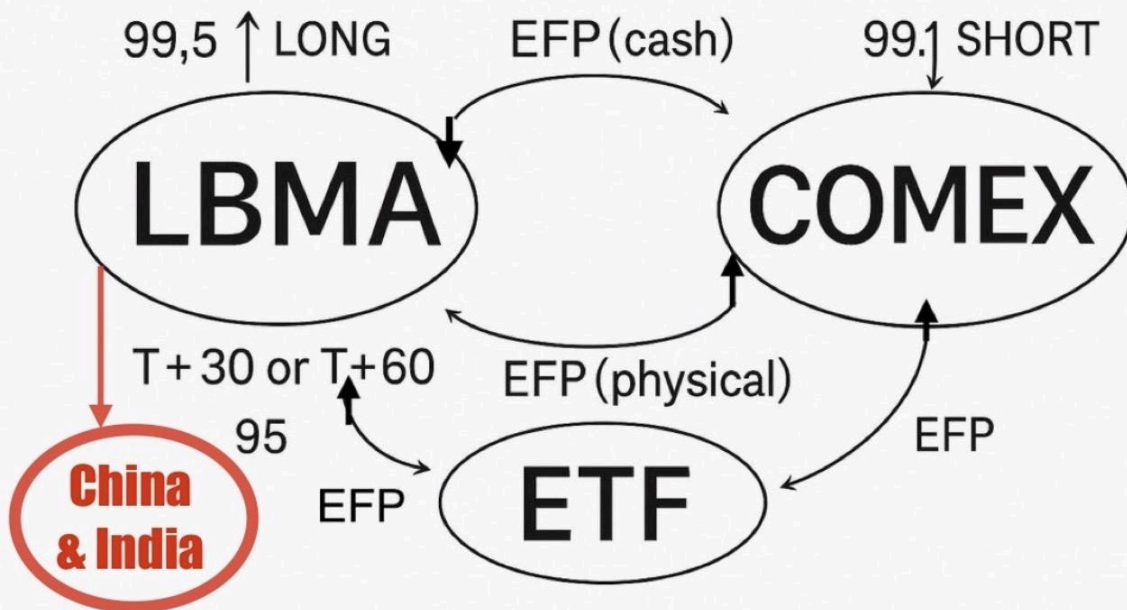 99,5 LONG
EFP (cash)
99.1 SHORT
LBMA
COMEX
T+30 or T+60
EFP (physical)
95
EFP
EFP
China
& India
ETF